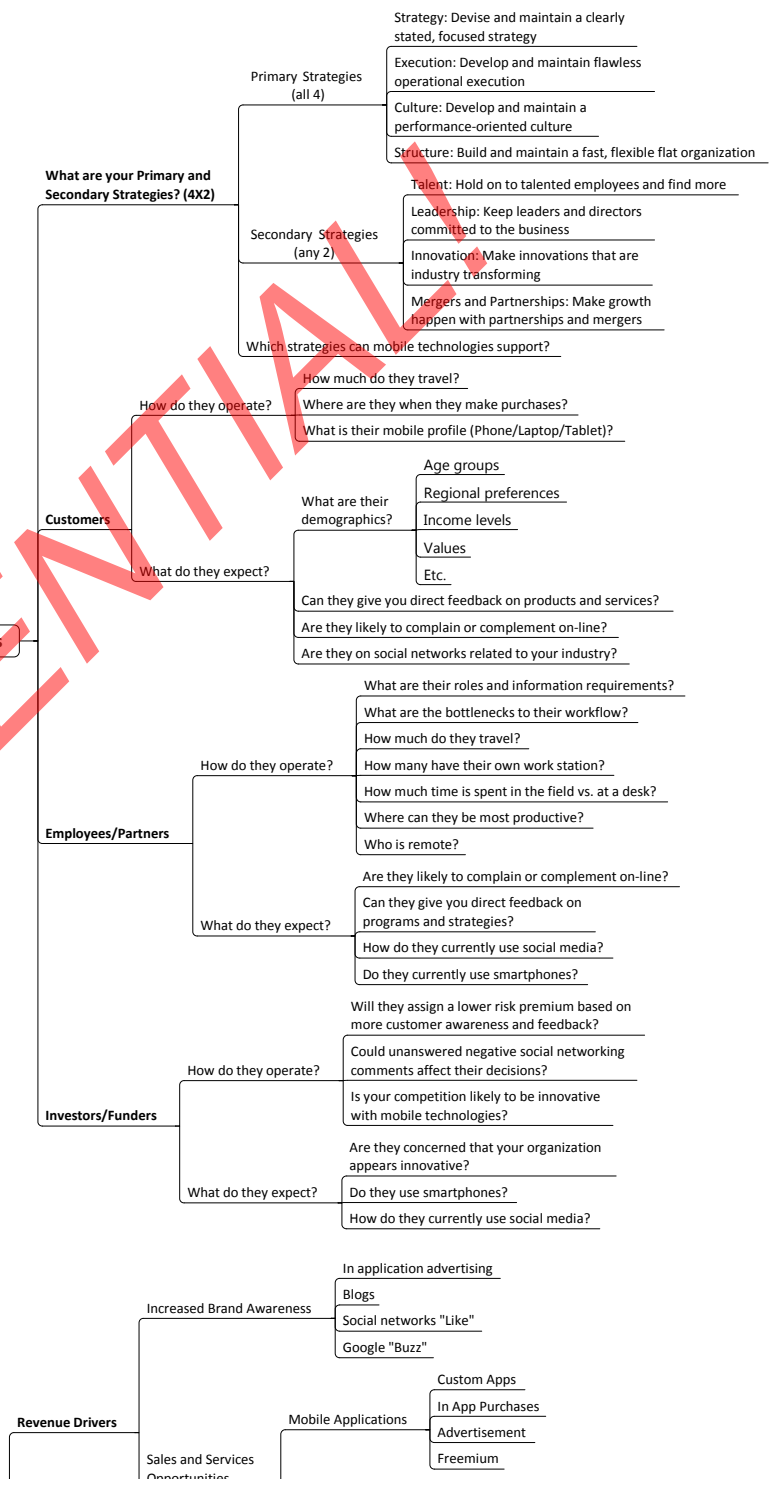 Strategy: Devise and maintain a clearly
stated, focused strategy
Execution: Develop and maintain flawless
operational execution
Primary Strategies
(all 4)
Culture: Develop and maintain a
performance-oriented culture
Structure: Build and maintain a fast, flexible flat organization
What are your Primary and
Secondary Strategies? (4X2)
Talent: Hold on to talented employees and find more
Leadership: Keep leaders and directors
committed to the business
Secondary Strategies
(any 2)
Innovation: Make innovations that are
industry transforming
Mergers and Partnerships: Make growth
happen with partnerships and mergers
Which strategies can mobile technologies support?
How much do they travel?
How do they operate?
Where are they when they make purchases?
What is their mobile profile (Phone/Laptop/Tablet)?
Customers
What are their
demographics?
Age groups
Regional preferences
Income levels
Values
Etc.
What do they expect?
Can they give you direct feedback on products and services?
Are they likely to complain or complement on-line?
Are they on social networks related to your industry?
What are their roles and information requirements?
What are the bottlenecks to their workflow?
How much do they travel?
How do they operate?
How many have their own work station?
How much time is spent in the field vs. at a desk?
Where can they be most productive?
Who is remote?
Employees/Partners
Are they likely to complain or complement on-line?
Can they give you direct feedback on
programs and strategies?
What do they expect?
How do they currently use social media?
Do they currently use smartphones?
Will they assign a lower risk premium based on
more customer awareness and feedback?
How do they operate?
Could unanswered negative social networking
comments affect their decisions?
Is your competition likely to be innovative
with mobile technologies?
Investors/Funders
Are they concerned that your organization
appears innovative?
What do they expect?
Do they use smartphones?
How do they currently use social media?
In application advertising
Increased Brand Awareness
Blogs
Social networks "Like"
Google "Buzz"
Revenue Drivers
Custom Apps
Mobile Applications
In App Purchases
Advertisement
Freemium
Sales and Services
Opportunities
ENTIAL!